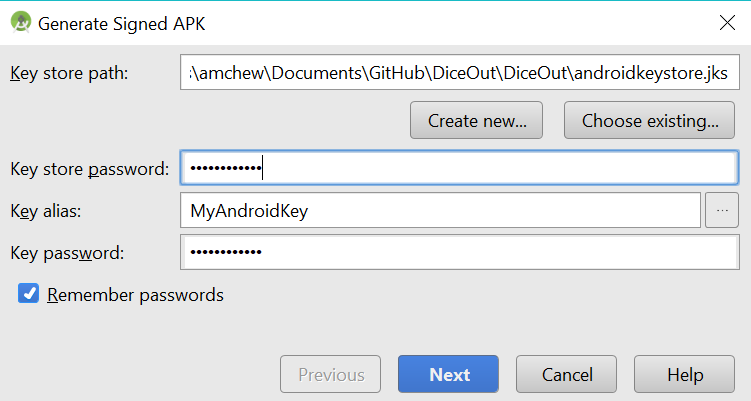 Generate Signed APK
Key store path: :\amchew\Documents\GitHub\DiceOut\DiceOut\androidkeystore.jks
Create new... Choose existing...
Key store password: ••••••••••••
Key alias: MyAndroidKey ...
Key password: ••••••••••••
Remember passwords
Previous Next Cancel Help